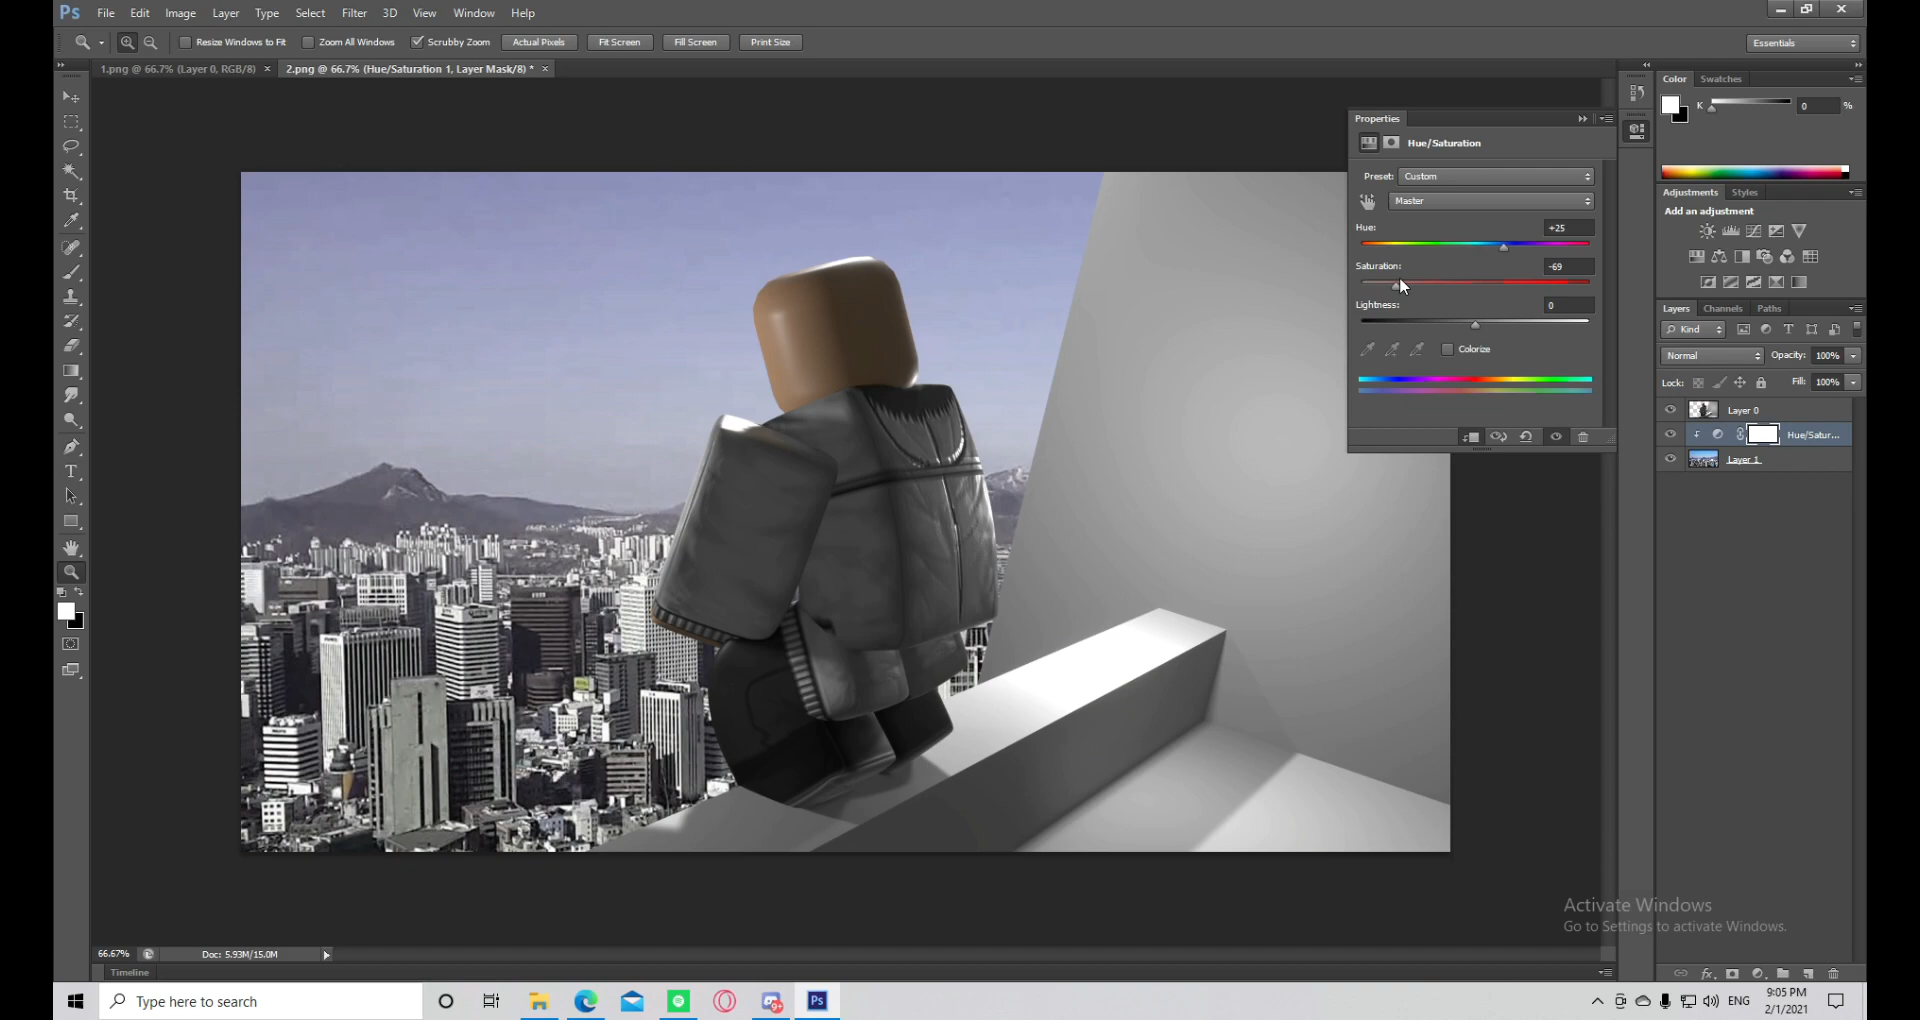 Ps File Edit Image Layer Type Select Filter 3D View Window Help
Resize Windows to Fit Zoom All Windows Scrubby Zoom Actual Pixels Fit Screen Fill Screen Print Size Essentials
1.png @ 66.7% (Layer 0, RGB/8) × 2.png @ 66.7% (Hue/Saturation 1, Layer Mask/8) * ×
Color Swatches
K 0 %
Properties
Hue/Saturation
Preset: Custom
Master
Hue: +25
Saturation: -69
Lightness: 0
Colorize
Adjustments Styles
Add an adjustment
Layers Channels Paths
Kind
Normal Opacity: 100%
Lock: Fill: 100%
Layer 0
Hue/Satur...
Layer 1
Activate Windows
Go to Settings to activate Windows.
66.67% Doc: 5.93M/15.0M
Timeline
fx
Type here to search
9+
Ps
ENG
9:05 PM
2/1/2021